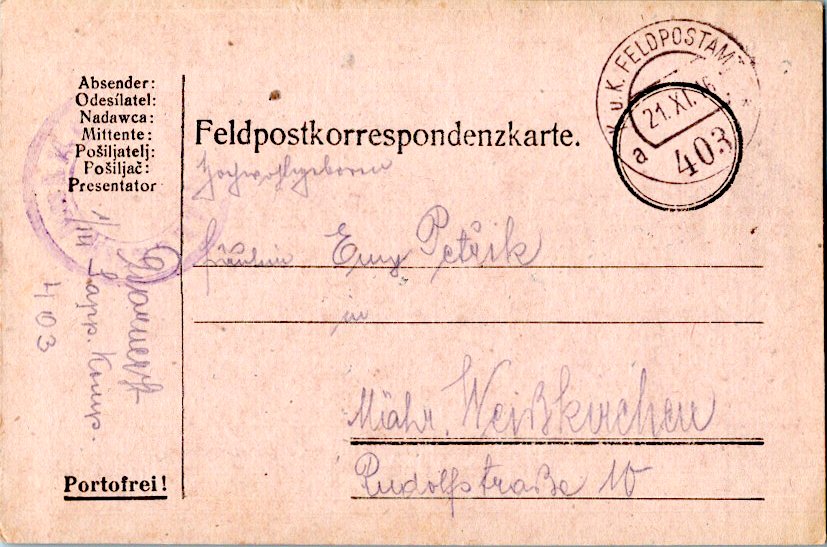 Absender:
Odesílatel:
Nadawca:
Mittente:
Pošiljatelj:
Pošiljač:
Presentator
Feldpostkorrespondenzkarte.
K. u. K. FELDPOSTAMT
21. XI. 16
a 403
Hochwohlgeboren
Fräulein Emy Petřik
in
Mähr. Weißkirchen
Rudolfstraße 10
1/III Sapp. Komp.
403
Portofrei!